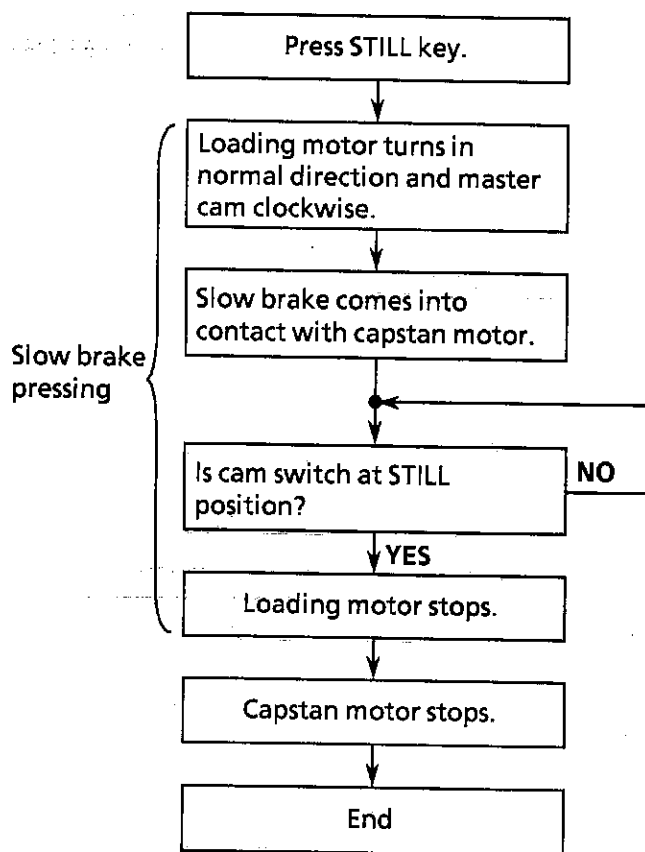 Press STILL key.
Loading motor turns in
normal direction and master
cam clockwise.
Slow brake comes into
contact with capstan motor.
Slow brake
pressing
Is cam switch at STILL
position?
NO
YES
Loading motor stops.
Capstan motor stops.
End